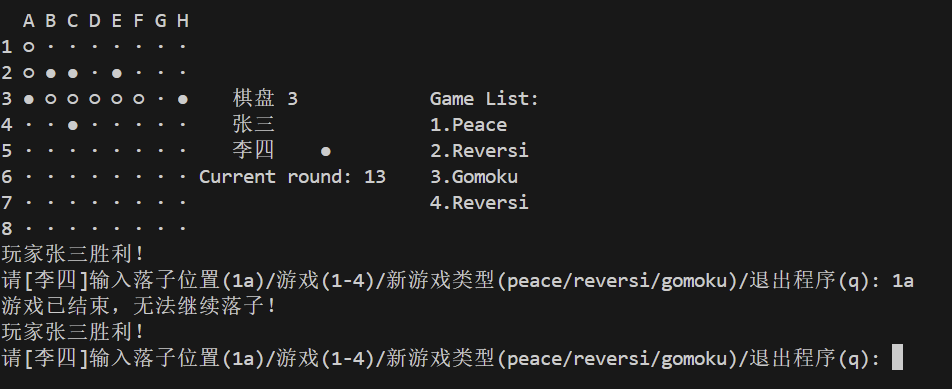 A B C D E F G H
1 ○ · · · · · · ·
2 ○ ● ● · ● · · ·
3 ● ○ ○ ○ ○ ○ · ●    棋盘 3            Game List:
4 · · ● · · · · ·    张三              1.Peace
5 · · · · · · · ·    李四    ●         2.Reversi
6 · · · · · · · · Current round: 13    3.Gomoku
7 · · · · · · · ·                      4.Reversi
8 · · · · · · · ·
玩家张三胜利!
请[李四]输入落子位置(1a)/游戏(1-4)/新游戏类型(peace/reversi/gomoku)/退出程序(q): 1a
游戏已结束，无法继续落子!
玩家张三胜利!
请[李四]输入落子位置(1a)/游戏(1-4)/新游戏类型(peace/reversi/gomoku)/退出程序(q):